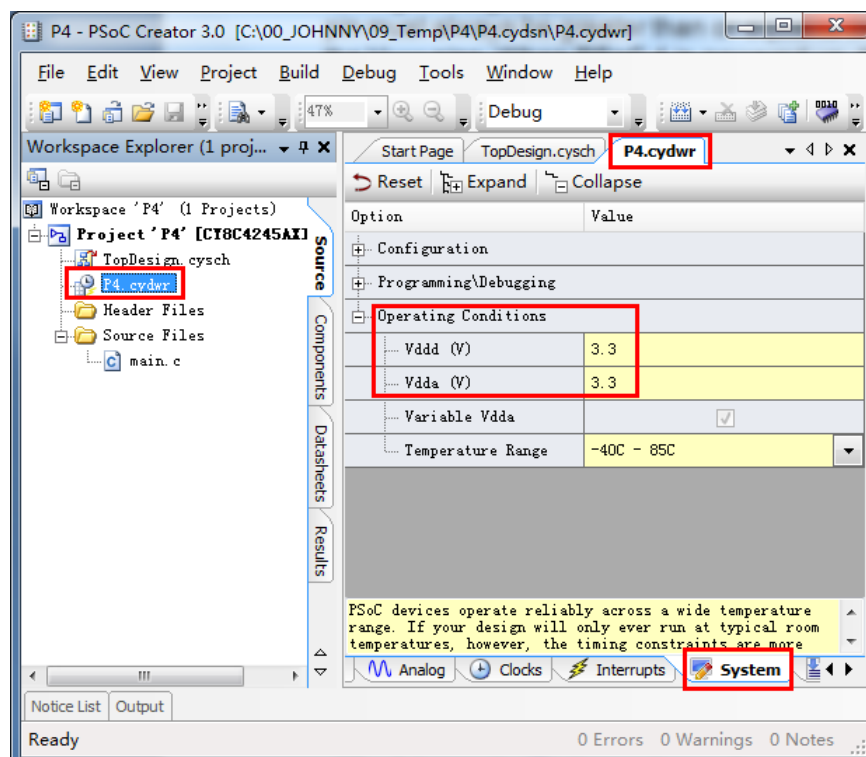 P4 - PSoC Creator 3.0 [C:\00_JOHNNY\09_Temp\P4\P4.cydsn\P4.cydwr]
File Edit View Project Build Debug Tools Window Help
47% Debug
Workspace Explorer (1 proj...
Start Page TopDesign.cysch P4.cydwr
Reset Expand Collapse
Workspace 'P4' (1 Projects)
Project 'P4' [CY8C4245AXI
TopDesign.cysch
P4.cydwr
Header Files
Source Files
main.c
Source
Components
Datasheets
Results
Option Value
Configuration
Programming\Debugging
Operating Conditions
Vddd (V) 3.3
Vdda (V) 3.3
Variable Vdda
Temperature Range -40C - 85C
PSoC devices operate reliably across a wide temperature
range. If your design will only ever run at typical room
temperatures, however, the timing constraints are more
Analog Clocks Interrupts System
Notice List Output
Ready 0 Errors 0 Warnings 0 Notes